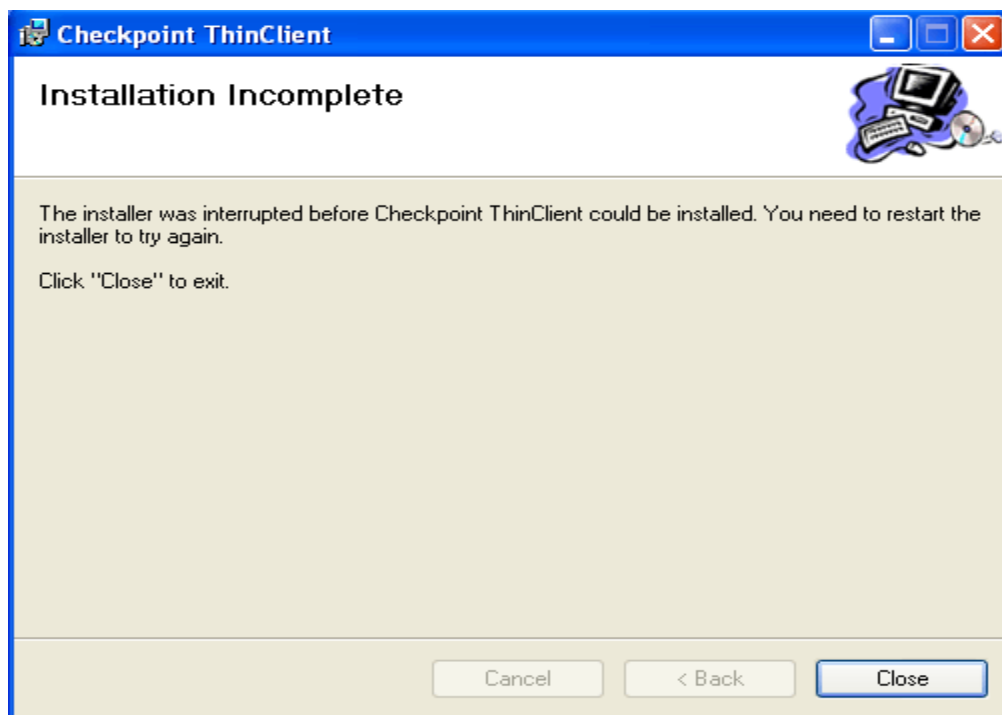 Checkpoint ThinClient
Installation Incomplete
The installer was interrupted before Checkpoint ThinClient could be installed. You need to restart the
installer to try again.
Click "Close" to exit.
Cancel
< Back
Close